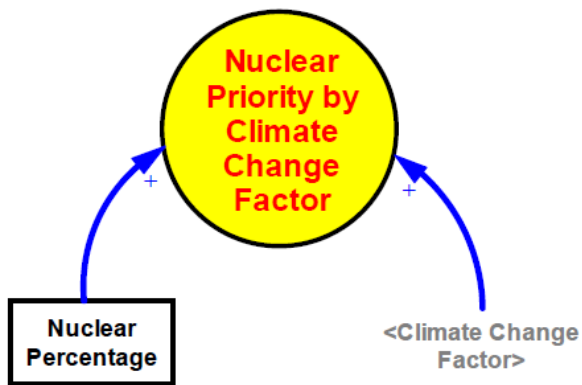 Nuclear
Priority by
Climate
Change
Factor
+
+
Nuclear
Percentage
<Climate Change
Factor>